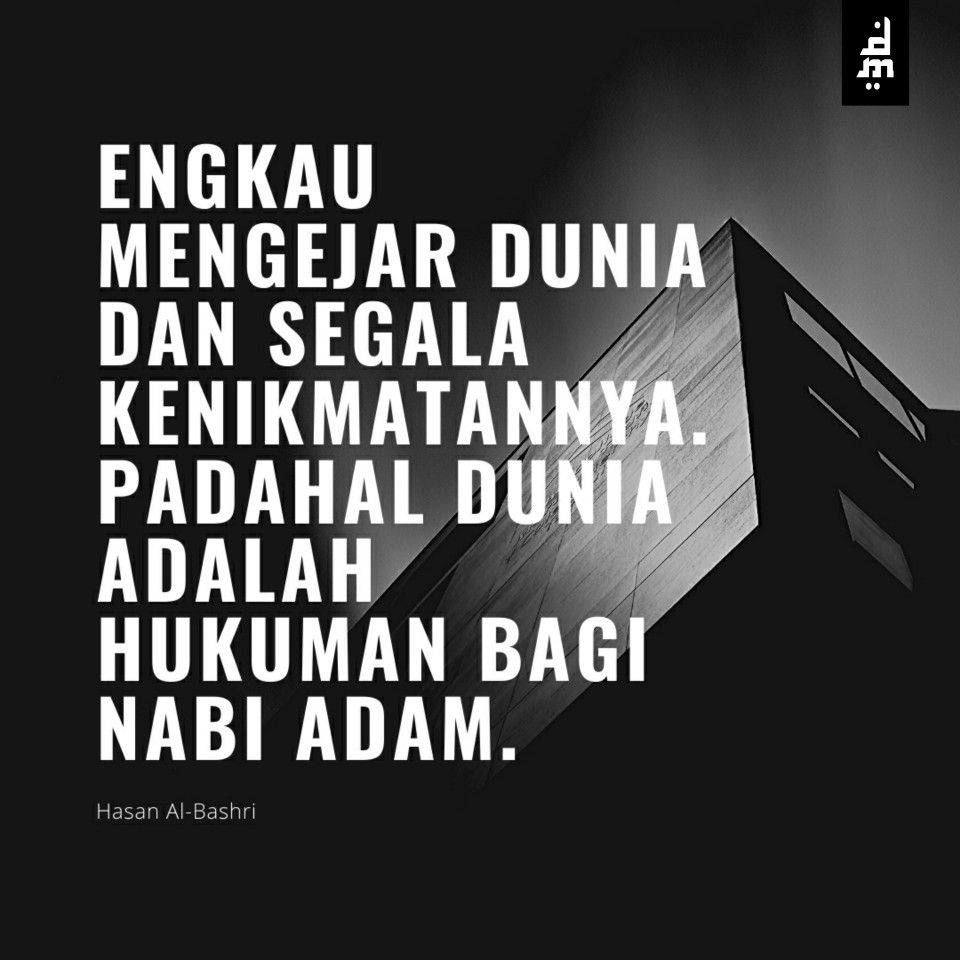 ENGKAU
MENGEJAR DUNIA
DAN SEGALA
KENIKMATANNYA.
PADAHAL DUNIA
ADALAH
HUKUMAN BAGI
NABI ADAM.
Hasan Al-Bashri